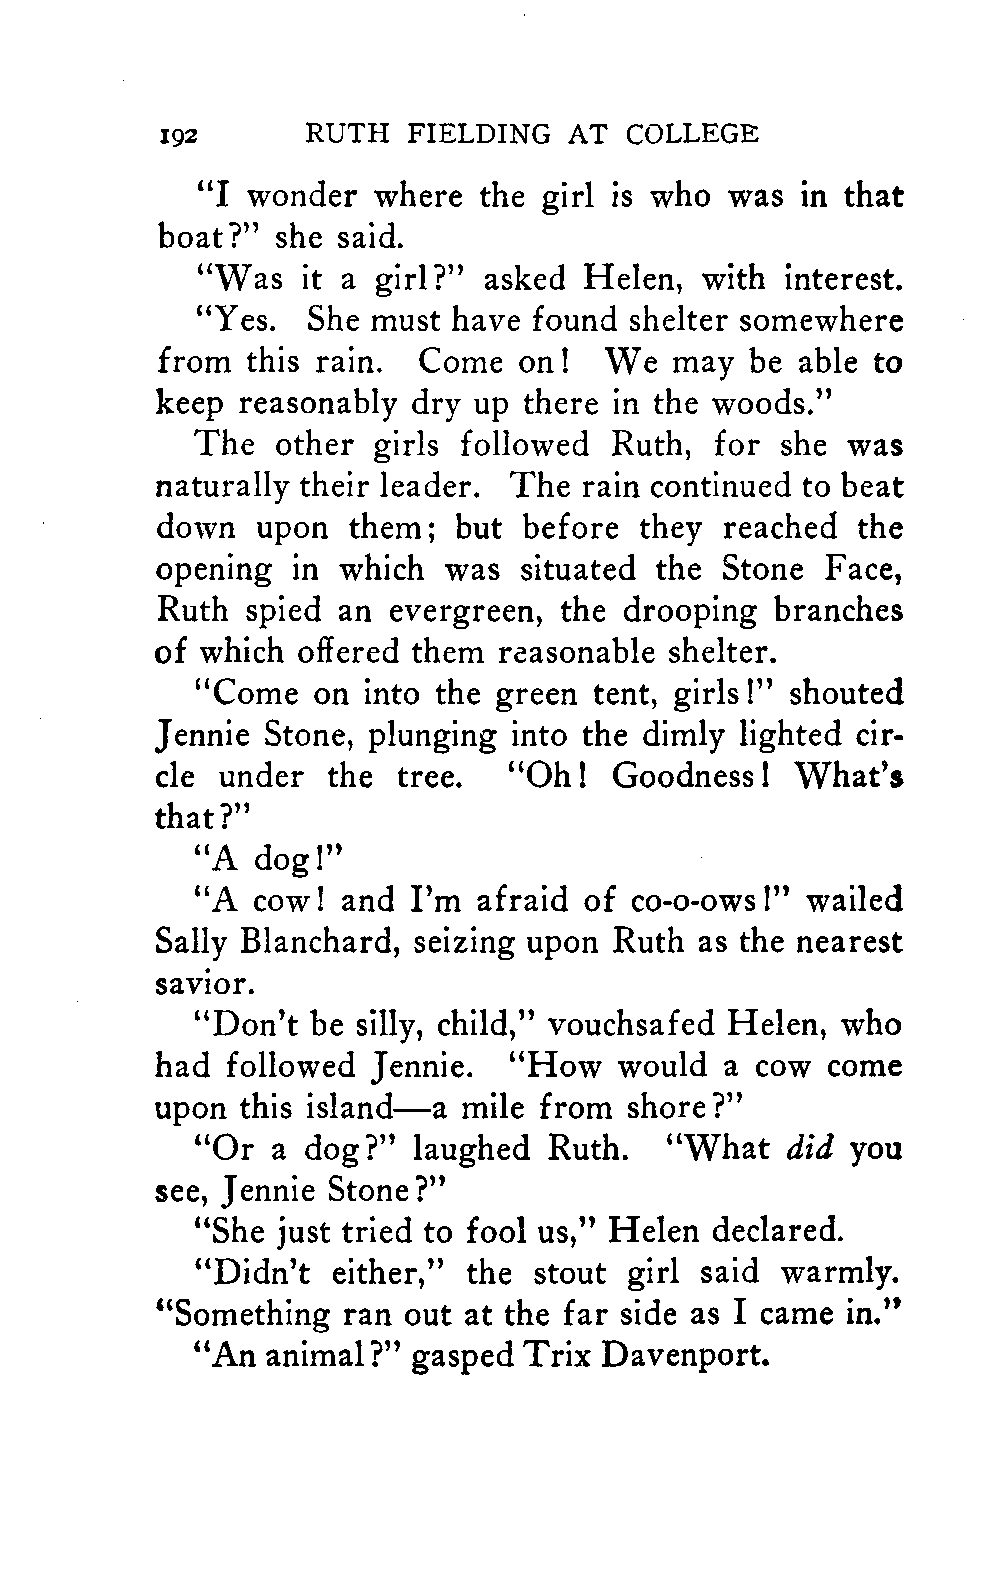 192 RUTH FIELDING AT COLLEGE
“I wonder where the girl is who was in that
boat?” she said.
“Was it a girl?” asked Helen, with interest.
“Yes. She must have found shelter somewhere
from this rain. Come on! We may be able to
keep reasonably dry up there in the woods.”
The other girls followed Ruth, for she was
naturally their leader. The rain continued to beat
down upon them; but before they reached the
opening in which was situated the Stone Face,
Ruth spied an evergreen, the drooping branches
of which offered them reasonable shelter.
“Come on into the green tent, girls!” shouted
Jennie Stone, plunging into the dimly lighted cir-
cle under the tree. “Oh! Goodness! What’s
that?”
“A dog!”
“A cow! and I’m afraid of co-o-ows!” wailed
Sally Blanchard, seizing upon Ruth as the nearest
savior.
“Don’t be silly, child,” vouchsafed Helen, who
had followed Jennie. “How would a cow come
upon this island—a mile from shore?”
“Or a dog?” laughed Ruth. “What did you
see, Jennie Stone?”
“She just tried to fool us,” Helen declared.
“Didn’t either,” the stout girl said warmly.
“Something ran out at the far side as I came in.”
“An animal?” gasped Trix Davenport.